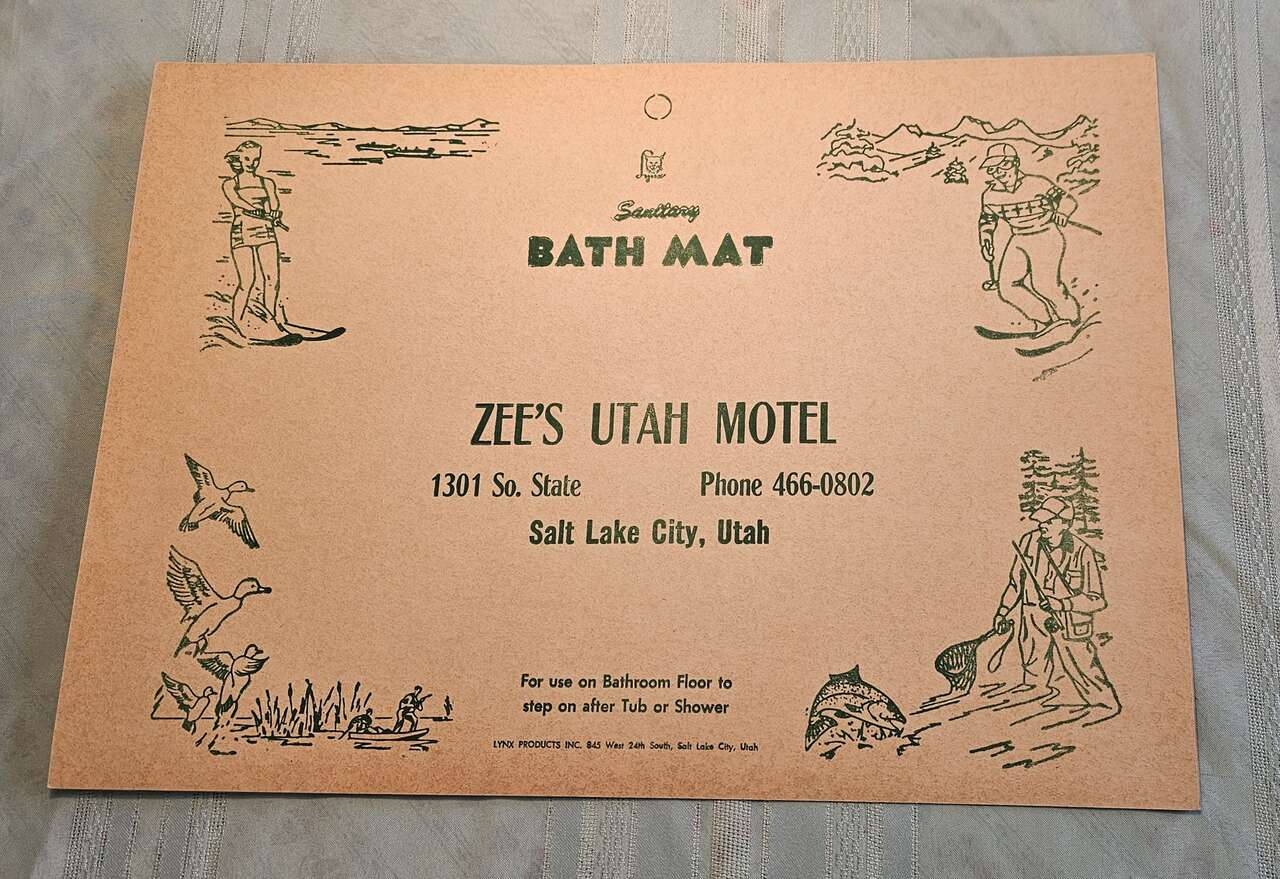 Lynx
Sanitary
BATH MAT
ZEE'S UTAH MOTEL
1301 So. State Phone 466-0802
Salt Lake City, Utah
For use on Bathroom Floor to
step on after Tub or Shower
LYNX PRODUCTS INC. 845 West 24th South, Salt Lake City, Utah